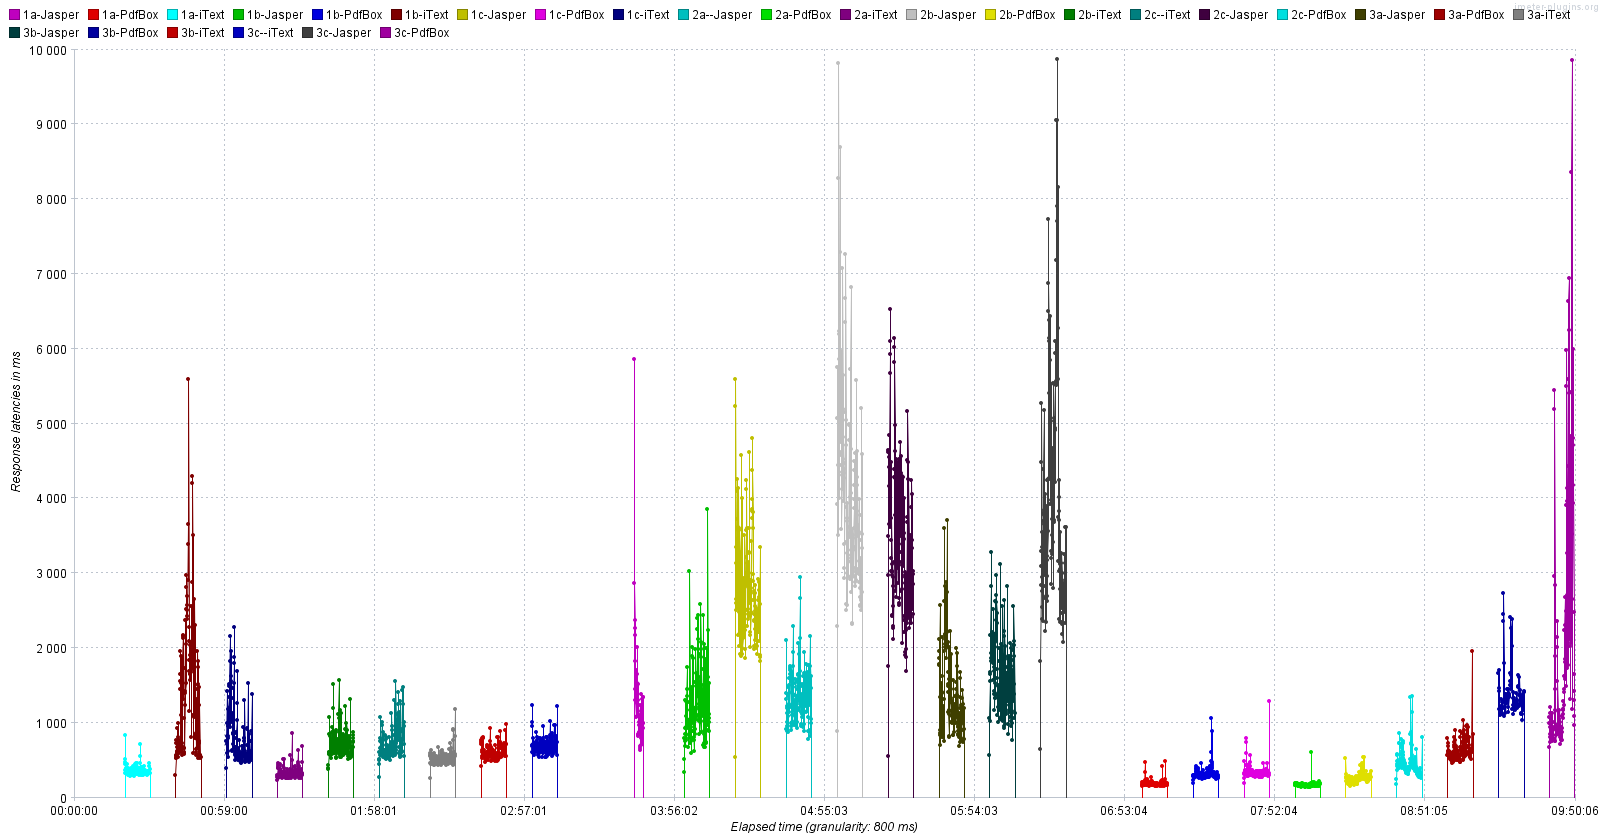 jmeter-plugins.org
1a-Jasper 1a-PdfBox 1a-iText 1b-Jasper 1b-PdfBox 1b-iText 1c-Jasper 1c-PdfBox 1c-iText 2a--Jasper 2a-PdfBox 2a-iText 2b-Jasper 2b-PdfBox 2b-iText 2c--iText 2c-Jasper 2c-PdfBox 3a-Jasper 3a-PdfBox 3a-iText
3b-Jasper 3b-PdfBox 3b-iText 3c--iText 3c-Jasper 3c-PdfBox
10 000
9 000
8 000
7 000
6 000
5 000
4 000
3 000
2 000
1 000
0
Response latencies in ms
00:00:00 00:59:00 01:58:01 02:57:01 03:56:02 04:55:03 05:54:03 06:53:04 07:52:04 08:51:05 09:50:06
Elapsed time (granularity: 800 ms)